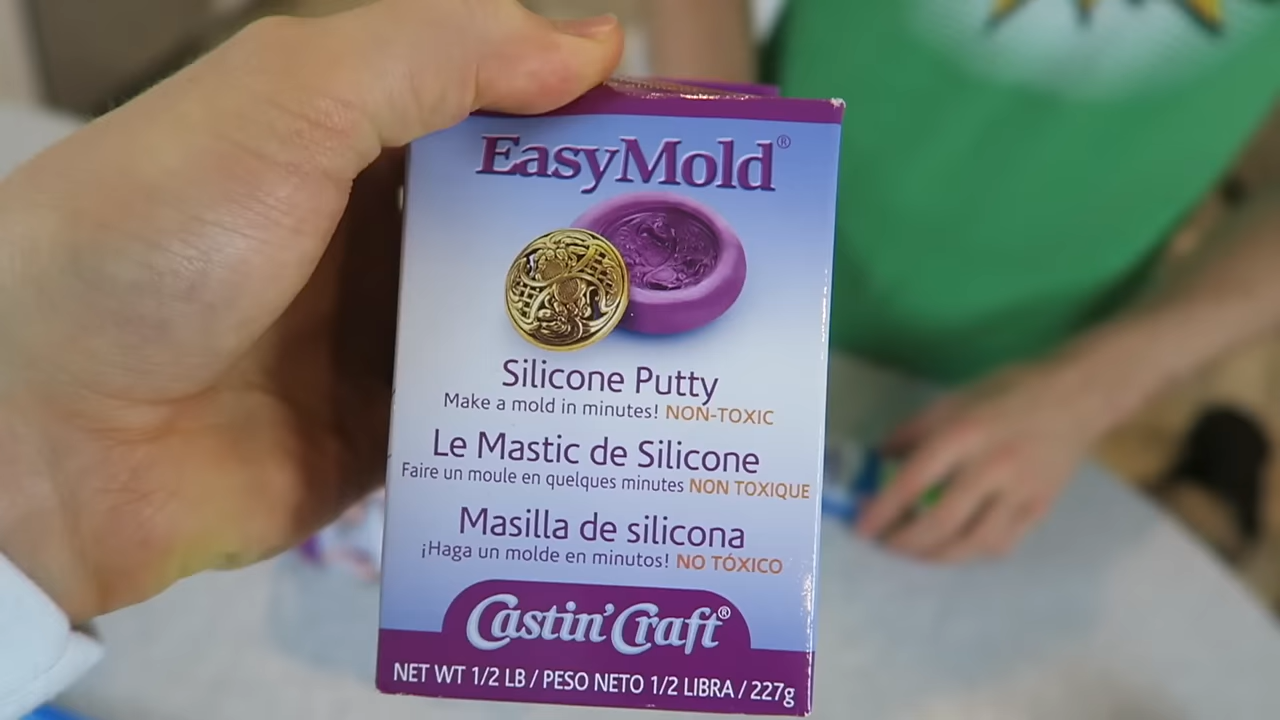 EasyMold®
Silicone Putty
Make a mold in minutes! NON-TOXIC
Le Mastic de Silicone
Faire un moule en quelques minutes NON TOXIQUE
Masilla de silicona
¡Haga un molde en minutos! NO TÓXICO
Castin'Craft®
NET WT 1/2 LB / PESO NETO 1/2 LIBRA / 227g